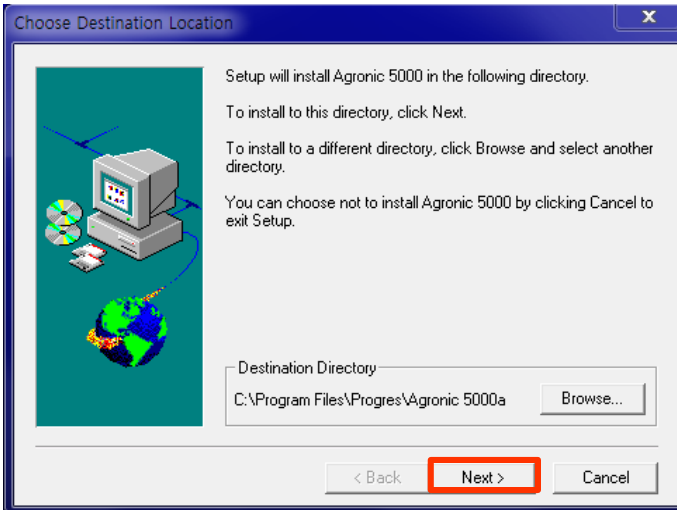 Choose Destination Location
Setup will install Agronic 5000 in the following directory.
To install to this directory, click Next.
To install to a different directory, click Browse and select another
directory.
You can choose not to install Agronic 5000 by clicking Cancel to
exit Setup.
Destination Directory
C:\Program Files\Progres\Agronic 5000a
Browse...
< Back
Next >
Cancel